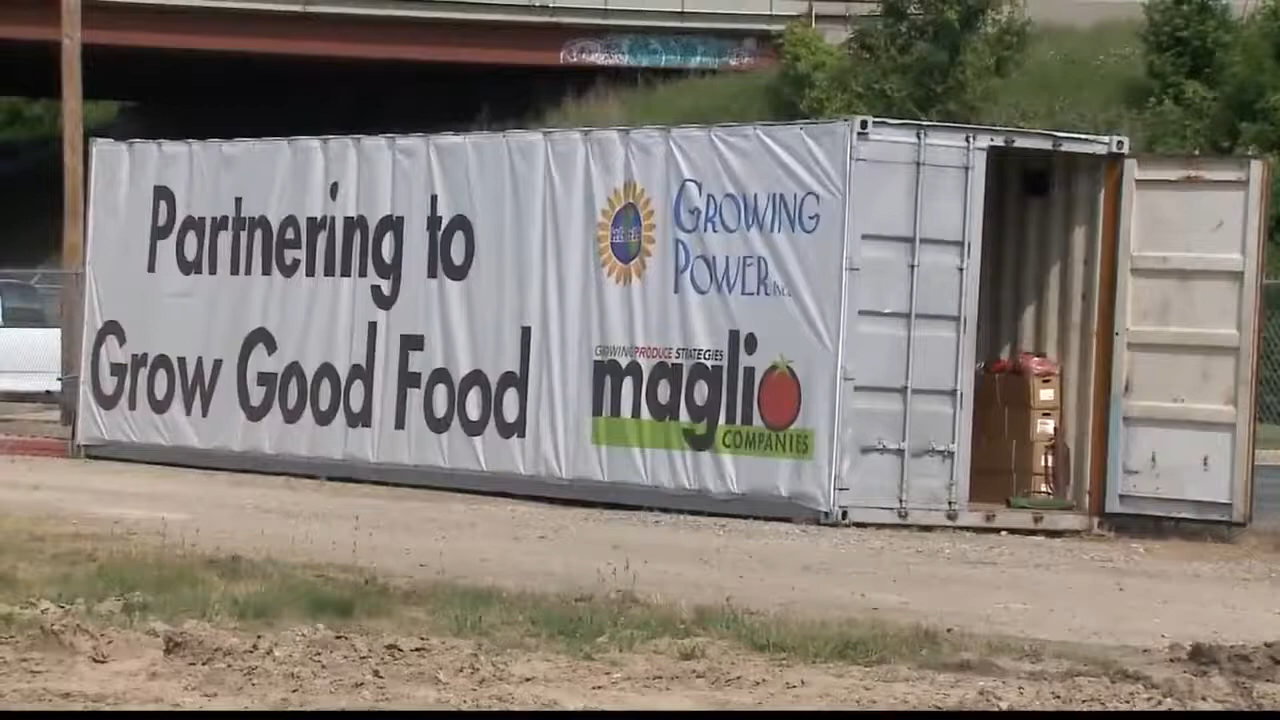 Partnering to
Grow Good Food
GROWING
POWER INC.
GROWING PRODUCE STRATEGIES
maglio
COMPANIES